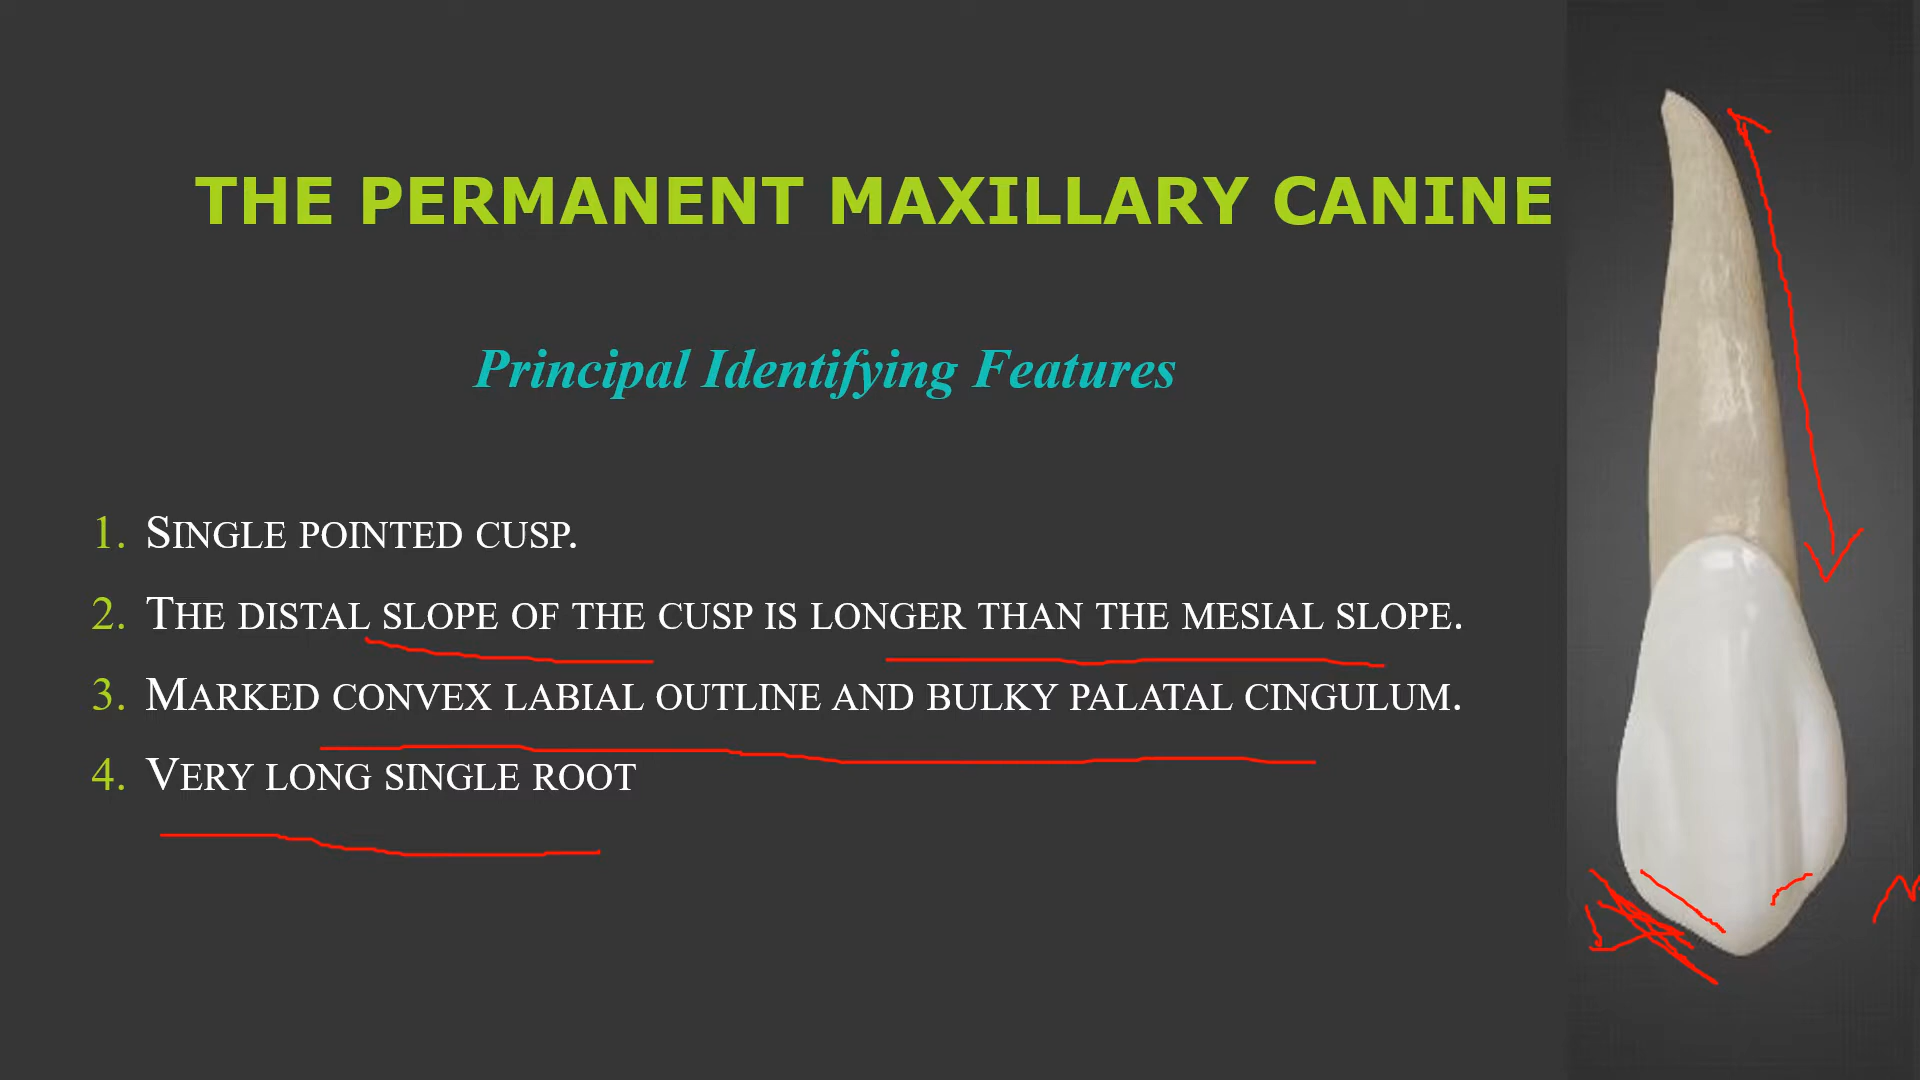 THE PERMANENT MAXILLARY CANINE
Principal Identifying Features
1. SINGLE POINTED CUSP.
2. THE DISTAL SLOPE OF THE CUSP IS LONGER THAN THE MESIAL SLOPE.
3. MARKED CONVEX LABIAL OUTLINE AND BULKY PALATAL CINGULUM.
4. VERY LONG SINGLE ROOT